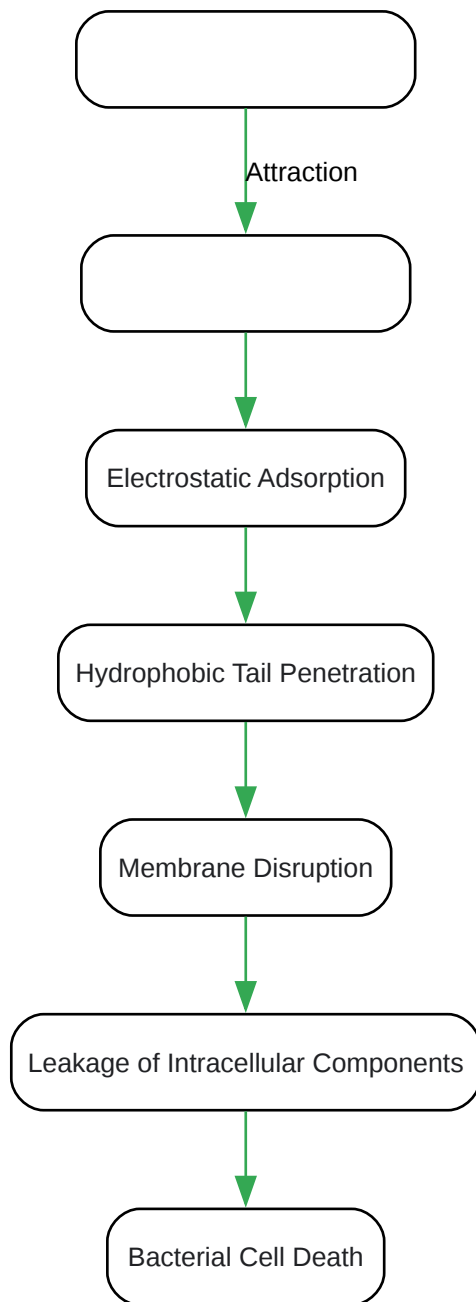 Attraction
Electrostatic Adsorption
Hydrophobic Tail Penetration
Membrane Disruption
Leakage of Intracellular Components
Bacterial Cell Death